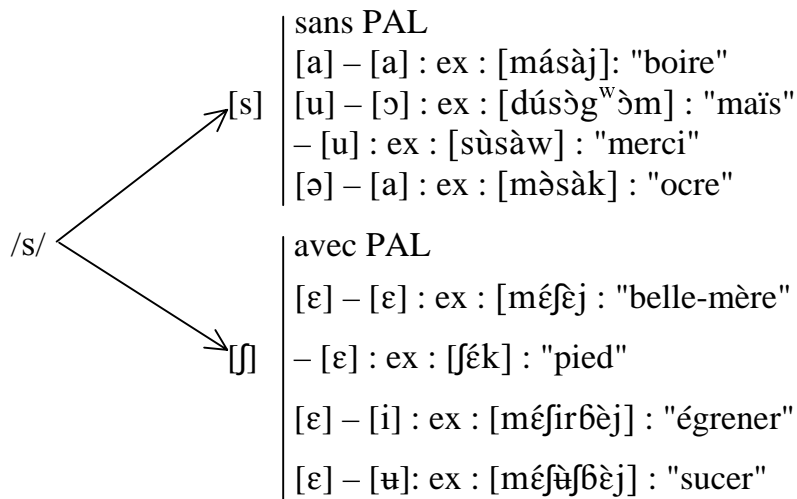 sans PAL
[a] – [a] : ex : [másàj]: "boire"
[s] [u] – [ɔ] : ex : [dúsɔ̀gʷɔ̀m] : "maïs"
– [u] : ex : [sùsàw] : "merci"
[ə] – [a] : ex : [mə̀sàk] : "ocre"
/s/ avec PAL
[ɛ] – [ɛ] : ex : [mɛ́ʃɛ̀j : "belle-mère"
[ʃ] – [ɛ] : ex : [ʃɛ́k] : "pied"
[ɛ] – [i] : ex : [mɛ́ʃirɓɛ̀j] : "égrener"
[ɛ] – [ʉ]: ex : [mɛ́ʃʉ̀ʃɓɛ̀j] : "sucer"